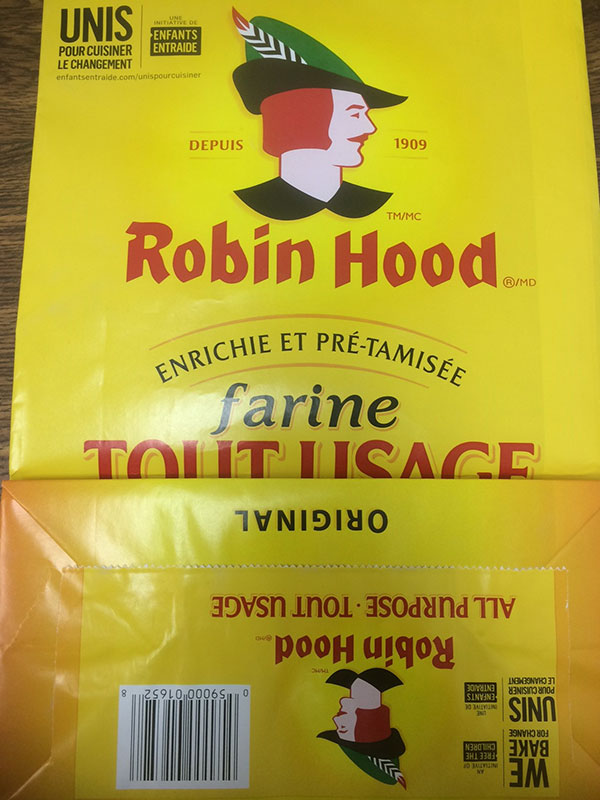 UNIS
POUR CUISINER
LE CHANGEMENT
UNE
INITIATIVE DE
ENFANTS
ENTRAIDE
enfantsentraide.com/unispourcuisiner
DEPUIS 1909
TM/MC
Robin Hood ®/MD
ENRICHIE ET PRÉ-TAMISÉE
farine
TOUT USAGE
ORIGINAL
ALL PURPOSE · TOUT USAGE
Robin Hood ®/MD
TM/MC
WE
BAKE
FOR CHANGE
AN
INITIATIVE OF
FREE THE
CHILDREN
UNIS
POUR CUISINER
LE CHANGEMENT
UNE
INITIATIVE DE
ENFANTS
ENTRAIDE
0 59000 01652 8